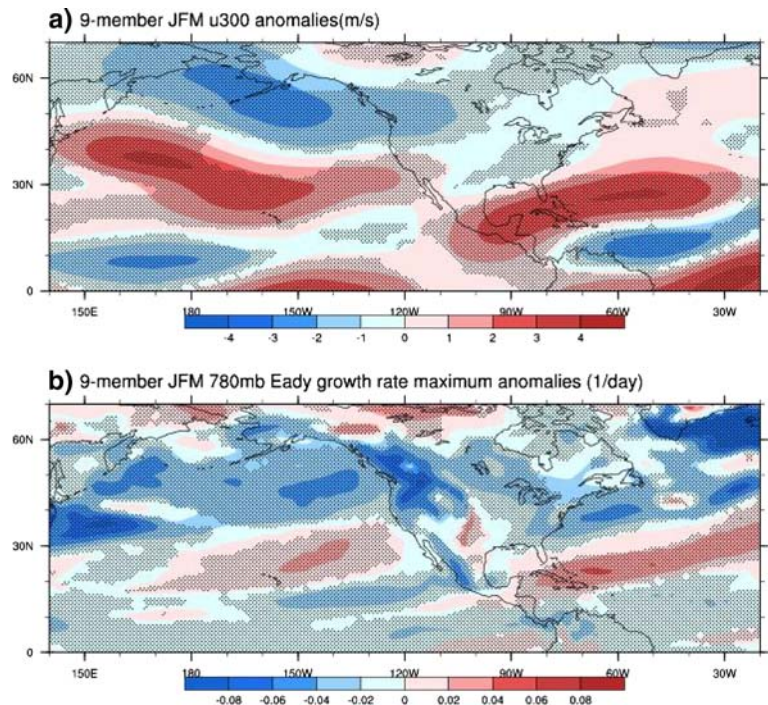 a) 9-member JFM u300 anomalies(m/s)
60N
30N
0
150E 180 150W 120W 90W 60W 30W
-4 -3 -2 -1 0 1 2 3 4
b) 9-member JFM 780mb Eady growth rate maximum anomalies (1/day)
60N
30N
0
150E 180 150W 120W 90W 60W 30W
-0.08 -0.06 -0.04 -0.02 0 0.02 0.04 0.06 0.08